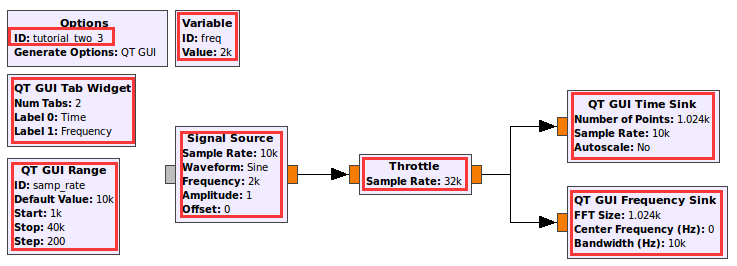 Options
ID: tutorial_two_3
Generate Options: QT GUI
Variable
ID: freq
Value: 2k
QT GUI Tab Widget
Num Tabs: 2
Label 0: Time
Label 1: Frequency
QT GUI Range
ID: samp_rate
Default Value: 10k
Start: 1k
Stop: 40k
Step: 200
Signal Source
Sample Rate: 10k
Waveform: Sine
Frequency: 2k
Amplitude: 1
Offset: 0
Throttle
Sample Rate: 32k
QT GUI Time Sink
Number of Points: 1.024k
Sample Rate: 10k
Autoscale: No
QT GUI Frequency Sink
FFT Size: 1.024k
Center Frequency (Hz): 0
Bandwidth (Hz): 10k